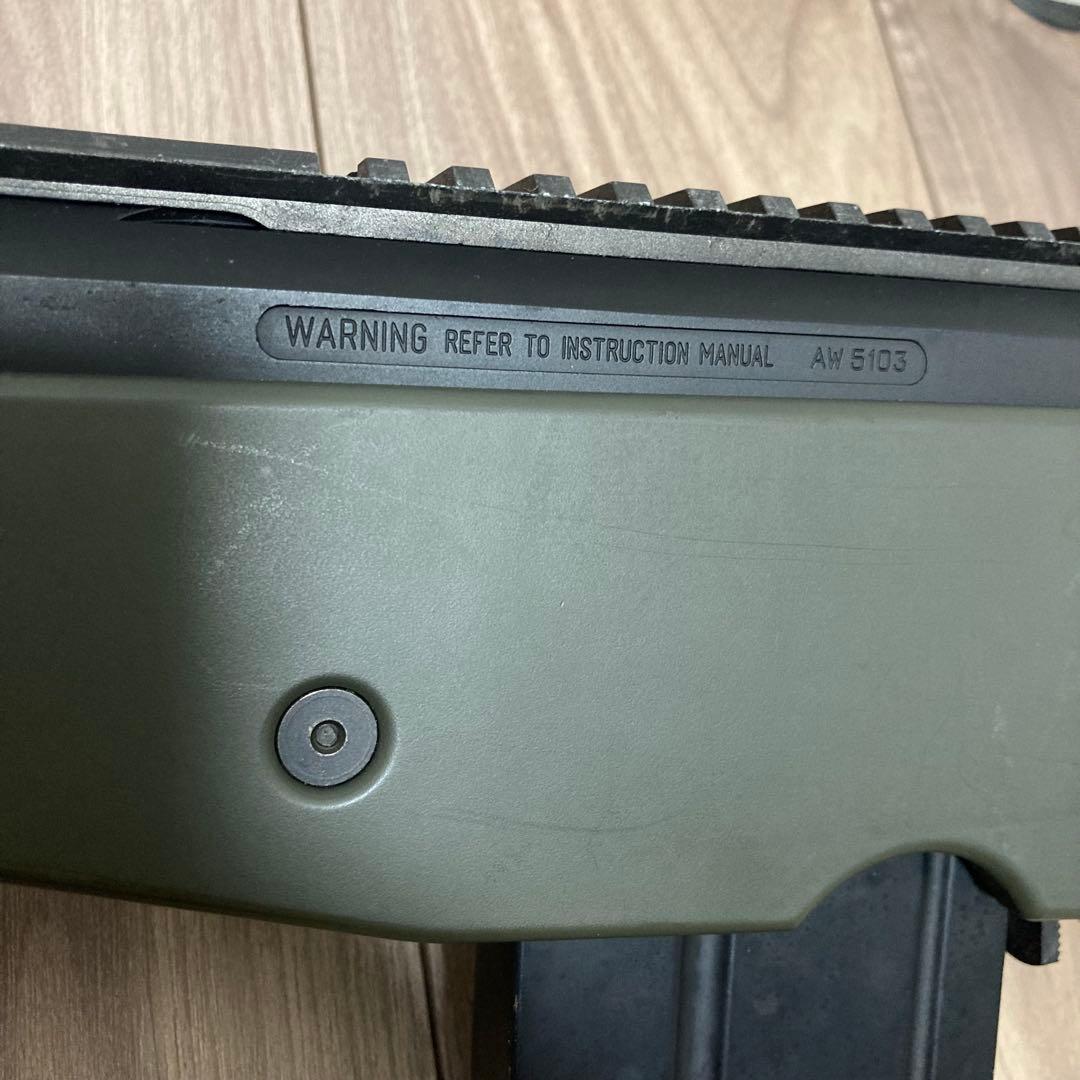 WARNING REFER TO INSTRUCTION MANUAL AW 5103